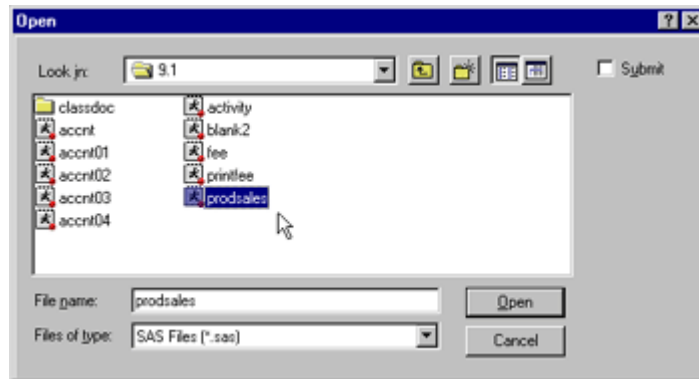 Open
Look in: 9.1 Submit
classdoc activity
accnt blank2
accnt01 fee
accnt02 printfee
accnt03 prodsales
accnt04
File name: prodsales Open
Files of type: SAS Files (*.sas) Cancel